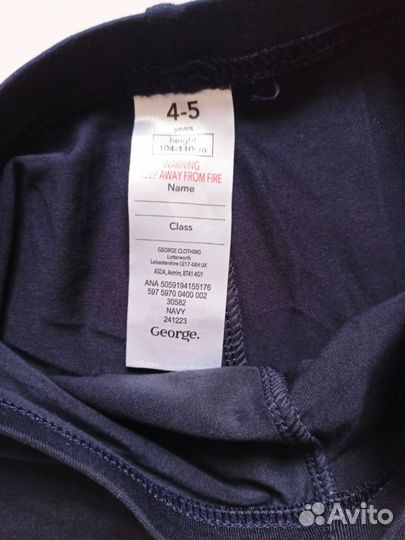 4-5
years
height
104-110cm
WARNING
KEEP AWAY FROM FIRE
Name
Class
GEORGE CLOTHING
Lutterworth
Leicestershire LE17 4XH UK
ASDA, Antrim, BT41 4GY
ANA 5059194155176
597 5970 0400 002
30582
NAVY
241223
George.
Avito